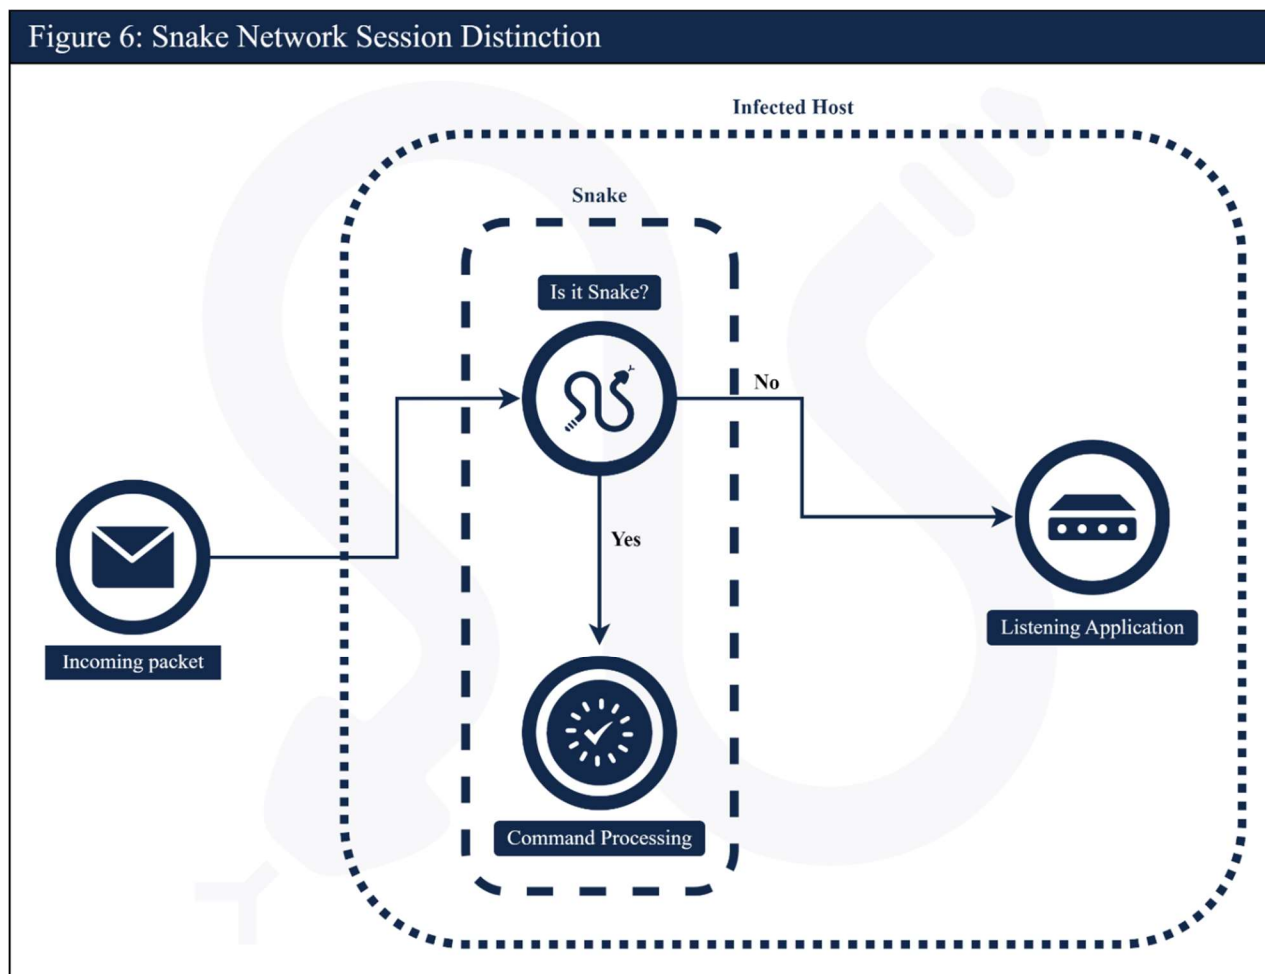 Figure 6: Snake Network Session Distinction
Infected Host
Snake
Is it Snake?
No
Yes
Incoming packet
Listening Application
Command Processing